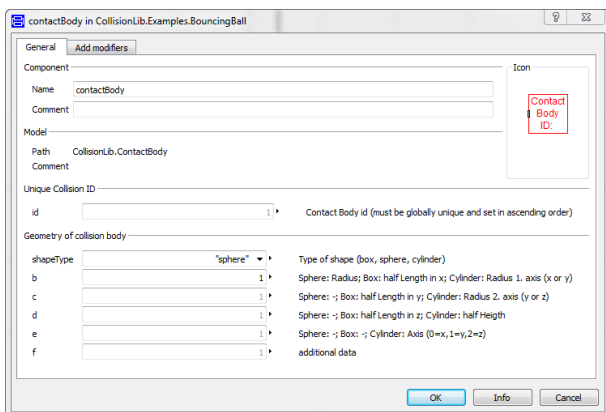 contactBody in CollisionLib.Examples.BouncingBall
General Add modifiers
Component Icon
Name contactBody
Comment
Contact
Body
ID:
Model
Path CollisionLib.ContactBody
Comment
Unique Collision ID
id 1 Contact Body id (must be globally unique and set in ascending order)
Geometry of collision body
shapeType "sphere" Type of shape (box, sphere, cylinder)
b 1 Sphere: Radius; Box: half Length in x; Cylinder: Radius 1. axis (x or y)
c 1 Sphere: -; Box: half Length in y; Cylinder: Radius 2. axis (y or z)
d 1 Sphere: -; Box: half Length in z; Cylinder: half Heigth
e 1 Sphere: -; Box: -; Cylinder: Axis (0=x,1=y,2=z)
f 1 additional data
OK Info Cancel